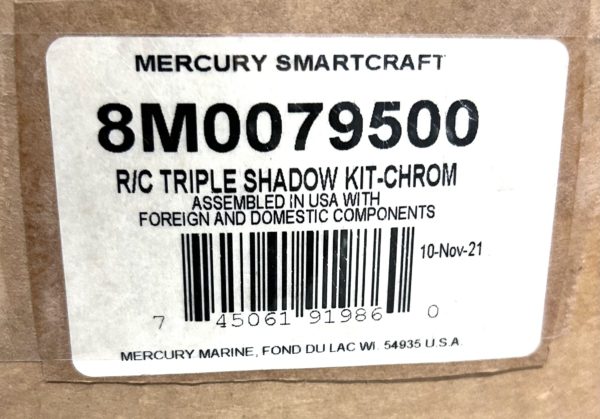 MERCURY SMARTCRAFT
8M0079500
R/C TRIPLE SHADOW KIT-CHROM
ASSEMBLED IN USA WITH
FOREIGN AND DOMESTIC COMPONENTS
10-Nov-21
7 45061 91986 0
MERCURY MARINE, FOND DU LAC WI. 54935 U.S.A.